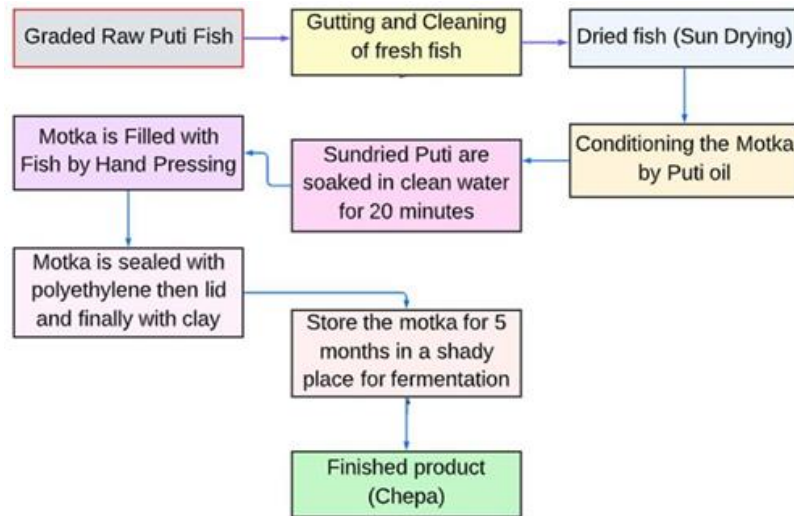 Graded Raw Puti Fish
Gutting and Cleaning
of fresh fish
Dried fish (Sun Drying)
Conditioning the Motka
by Puti oil
Sundried Puti are
soaked in clean water
for 20 minutes
Motka is Filled with
Fish by Hand Pressing
Motka is sealed with
polyethylene then lid
and finally with clay
Store the motka for 5
months in a shady
place for fermentation
Finished product
(Chepa)